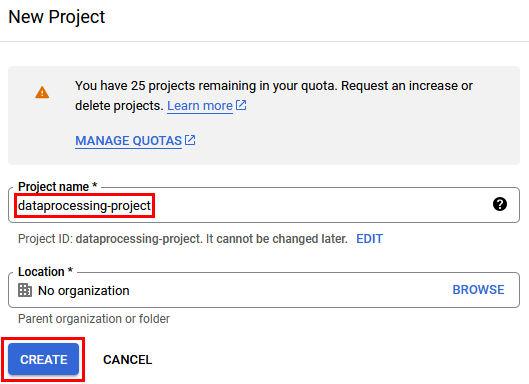 New Project
You have 25 projects remaining in your quota. Request an increase or
delete projects. Learn more
MANAGE QUOTAS
Project name *
dataprocessing-project
Project ID: dataprocessing-project. It cannot be changed later. EDIT
Location *
No organization BROWSE
Parent organization or folder
CREATE CANCEL